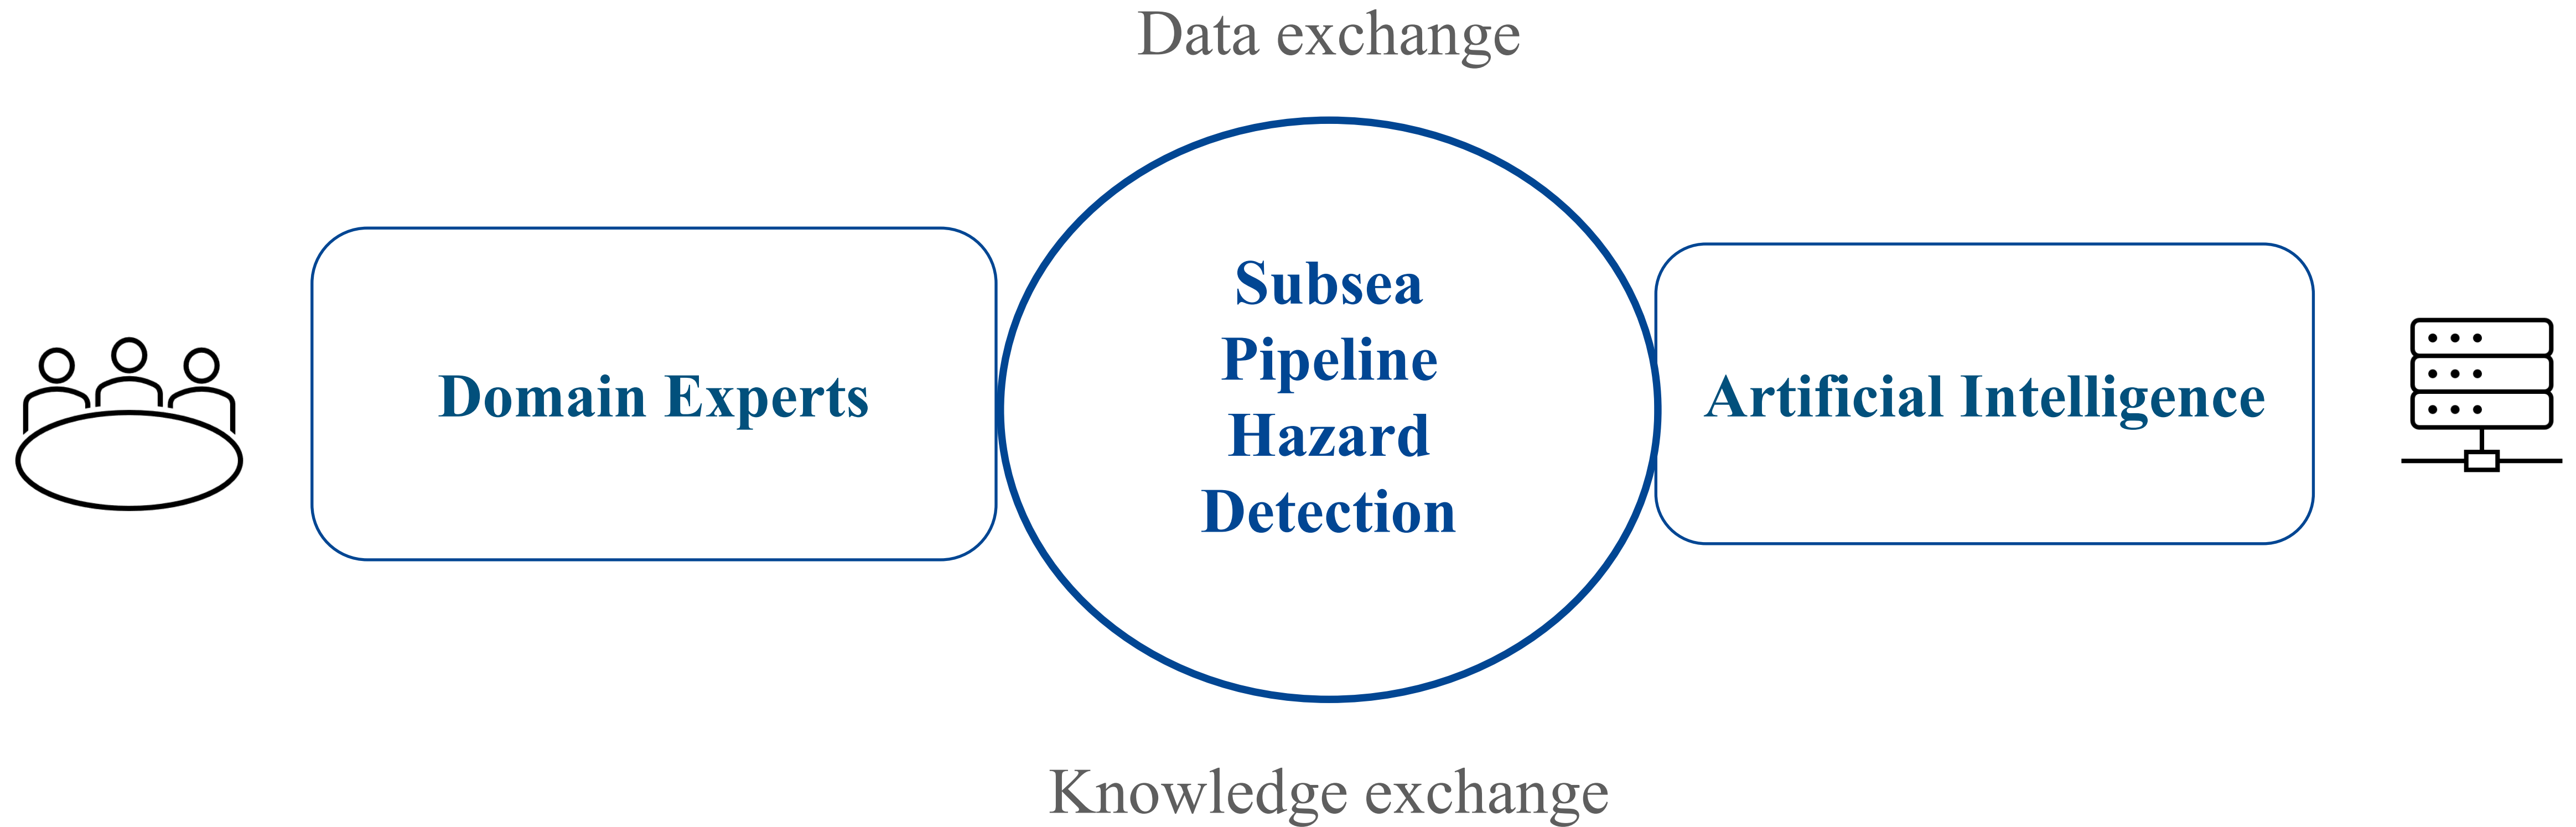 Data exchange
Domain Experts
Subsea
Pipeline
Hazard
Detection
Artificial Intelligence
Knowledge exchange